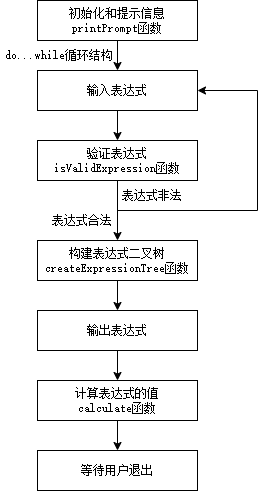 初始化和提示信息
printPrompt函数
do...while循环结构
输入表达式
验证表达式
isValidExpression函数
表达式非法
表达式合法
构建表达式二叉树
createExpressionTree函数
输出表达式
计算表达式的值
calculate函数
等待用户退出